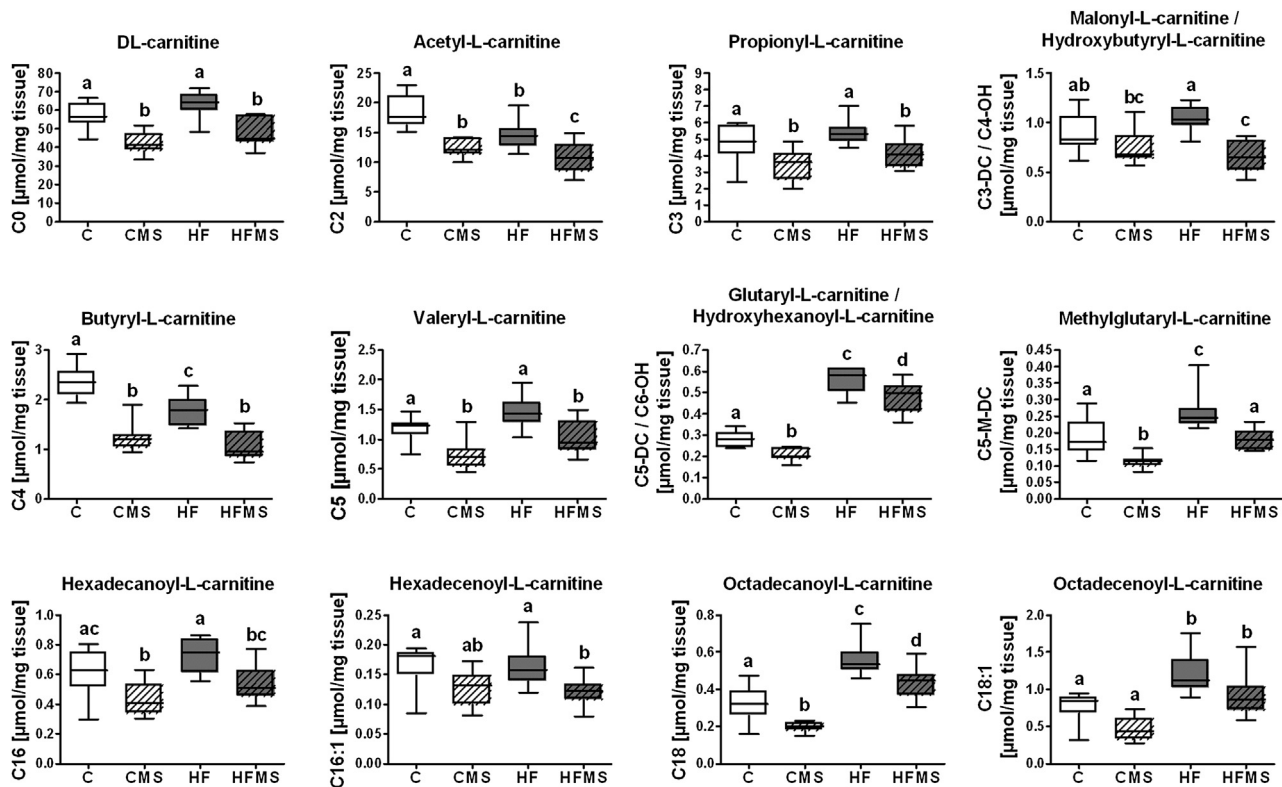 DL-carnitine
C0 [µmol/mg tissue]
80
70
60
50
40
30
20
10
0
a
b
a
b
C CMS HF HFMS
Acetyl-L-carnitine
C2 [µmol/mg tissue]
25
20
15
10
5
0
a
b
b
c
C CMS HF HFMS
Propionyl-L-carnitine
C3 [µmol/mg tissue]
10
9
8
7
6
5
4
3
2
1
0
a
b
a
b
C CMS HF HFMS
Malonyl-L-carnitine /
Hydroxybutyryl-L-carnitine
C3-DC / C4-OH
[µmol/mg tissue]
1.5
1.0
0.5
0.0
ab
bc
a
c
C CMS HF HFMS
Butyryl-L-carnitine
C4 [µmol/mg tissue]
3
2
1
0
a
b
c
b
C CMS HF HFMS
Valeryl-L-carnitine
C5 [µmol/mg tissue]
2.5
2.0
1.5
1.0
0.5
0.0
a
b
a
b
C CMS HF HFMS
Glutaryl-L-carnitine /
Hydroxyhexanoyl-L-carnitine
C5-DC / C6-OH
[µmol/mg tissue]
0.7
0.6
0.5
0.4
0.3
0.2
0.1
0.0
a
b
c
d
C CMS HF HFMS
Methylglutaryl-L-carnitine
C5-M-DC
[µmol/mg tissue]
0.45
0.40
0.35
0.30
0.25
0.20
0.15
0.10
0.05
0.00
a
b
c
a
C CMS HF HFMS
Hexadecanoyl-L-carnitine
C16 [µmol/mg tissue]
1.0
0.8
0.6
0.4
0.2
0.0
ac
b
a
bc
C CMS HF HFMS
Hexadecenoyl-L-carnitine
C16:1 [µmol/mg tissue]
0.25
0.20
0.15
0.10
0.05
0.00
a
ab
a
b
C CMS HF HFMS
Octadecanoyl-L-carnitine
C18 [µmol/mg tissue]
0.8
0.6
0.4
0.2
0.0
a
b
c
d
C CMS HF HFMS
Octadecenoyl-L-carnitine
C18:1
[µmol/mg tissue]
2.0
1.5
1.0
0.5
0.0
a
a
b
b
C CMS HF HFMS